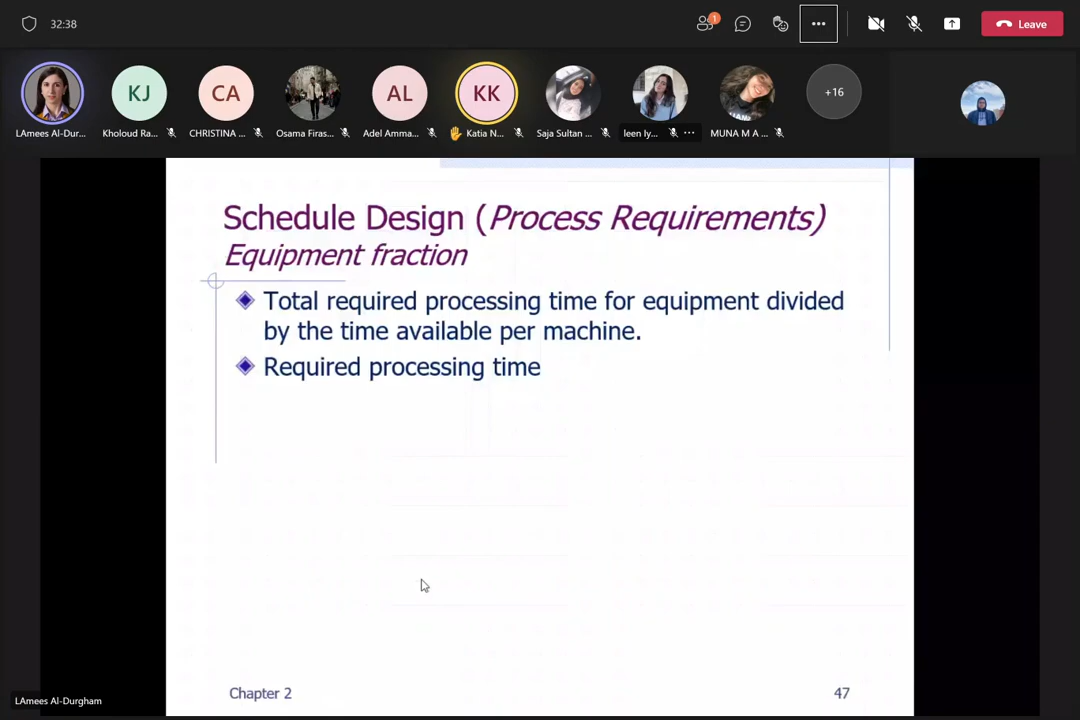 32:38
1
Leave
KJ
CA
AL
KK
+16
LAmees Al-Dur...
Kholoud Ra...
CHRISTINA ...
Osama Firas...
Adel Amma...
Katia N...
Saja Sultan ...
leen Iy...
MUNA M A ...
Schedule Design (Process Requirements)
Equipment fraction
Total required processing time for equipment divided
by the time available per machine.
Required processing time
Chapter 2
47
LAmees Al-Durgham